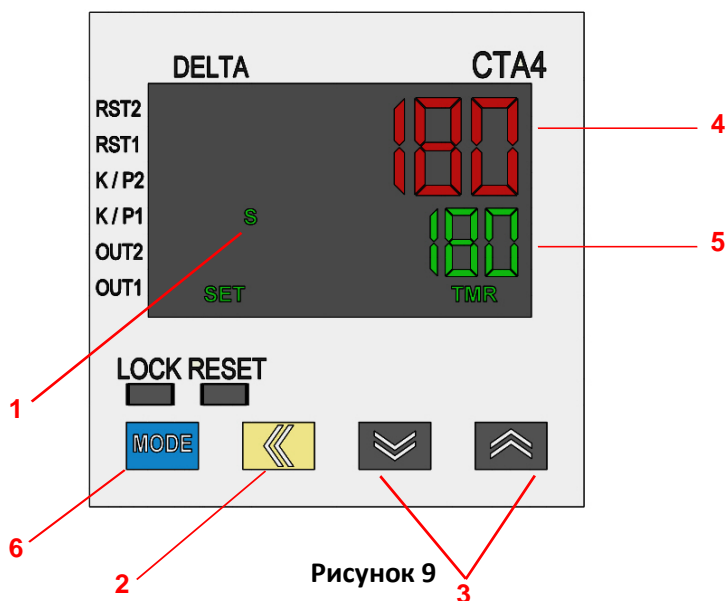 DELTA CTA4
RST2
RST1
K / P2
K / P1
OUT2
OUT1
180
180
S
SET TMR
LOCK RESET
MODE
4
5
1
6
2
3
Рисунок 9